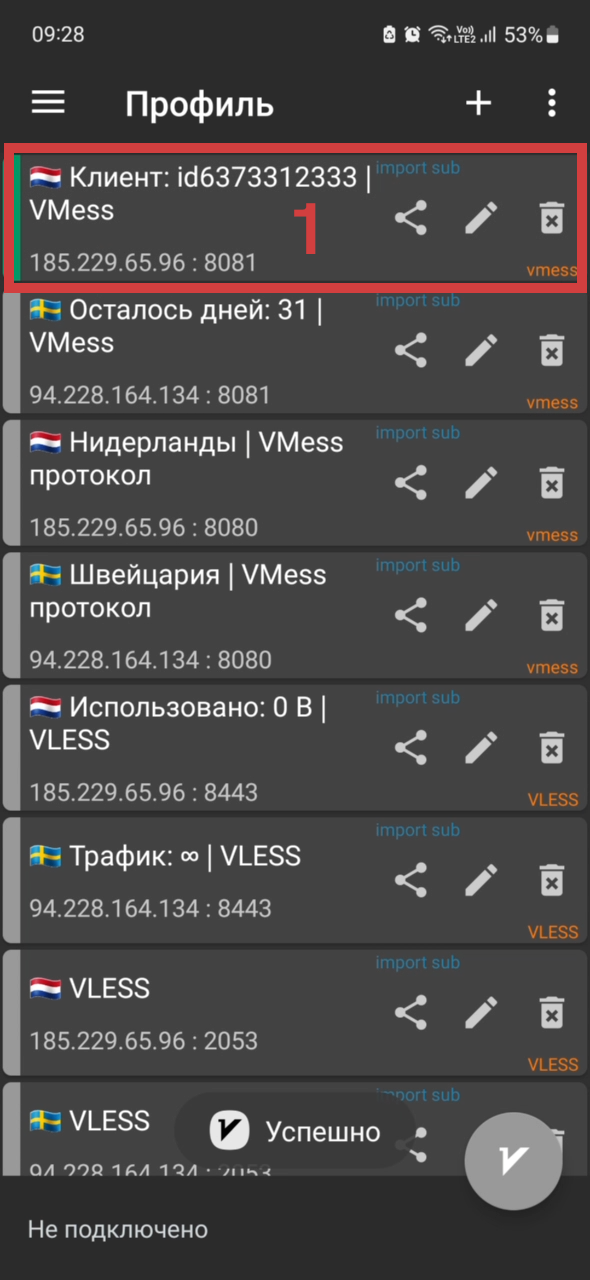 09:28
Vo)) LTE2 53%
Профиль
import sub
Клиент: id6373312333 |
VMess
1
185.229.65.96 : 8081
vmess
import sub
Осталось дней: 31 |
VMess
94.228.164.134 : 8081
vmess
import sub
Нидерланды | VMess
протокол
185.229.65.96 : 8080
vmess
import sub
Швейцария | VMess
протокол
94.228.164.134 : 8080
vmess
import sub
Использовано: 0 B |
VLESS
185.229.65.96 : 8443
VLESS
import sub
Трафик: ∞ | VLESS
94.228.164.134 : 8443
VLESS
import sub
VLESS
185.229.65.96 : 2053
VLESS
import sub
VLESS
Успешно
94.228.164.134 : 2053
Не подключено